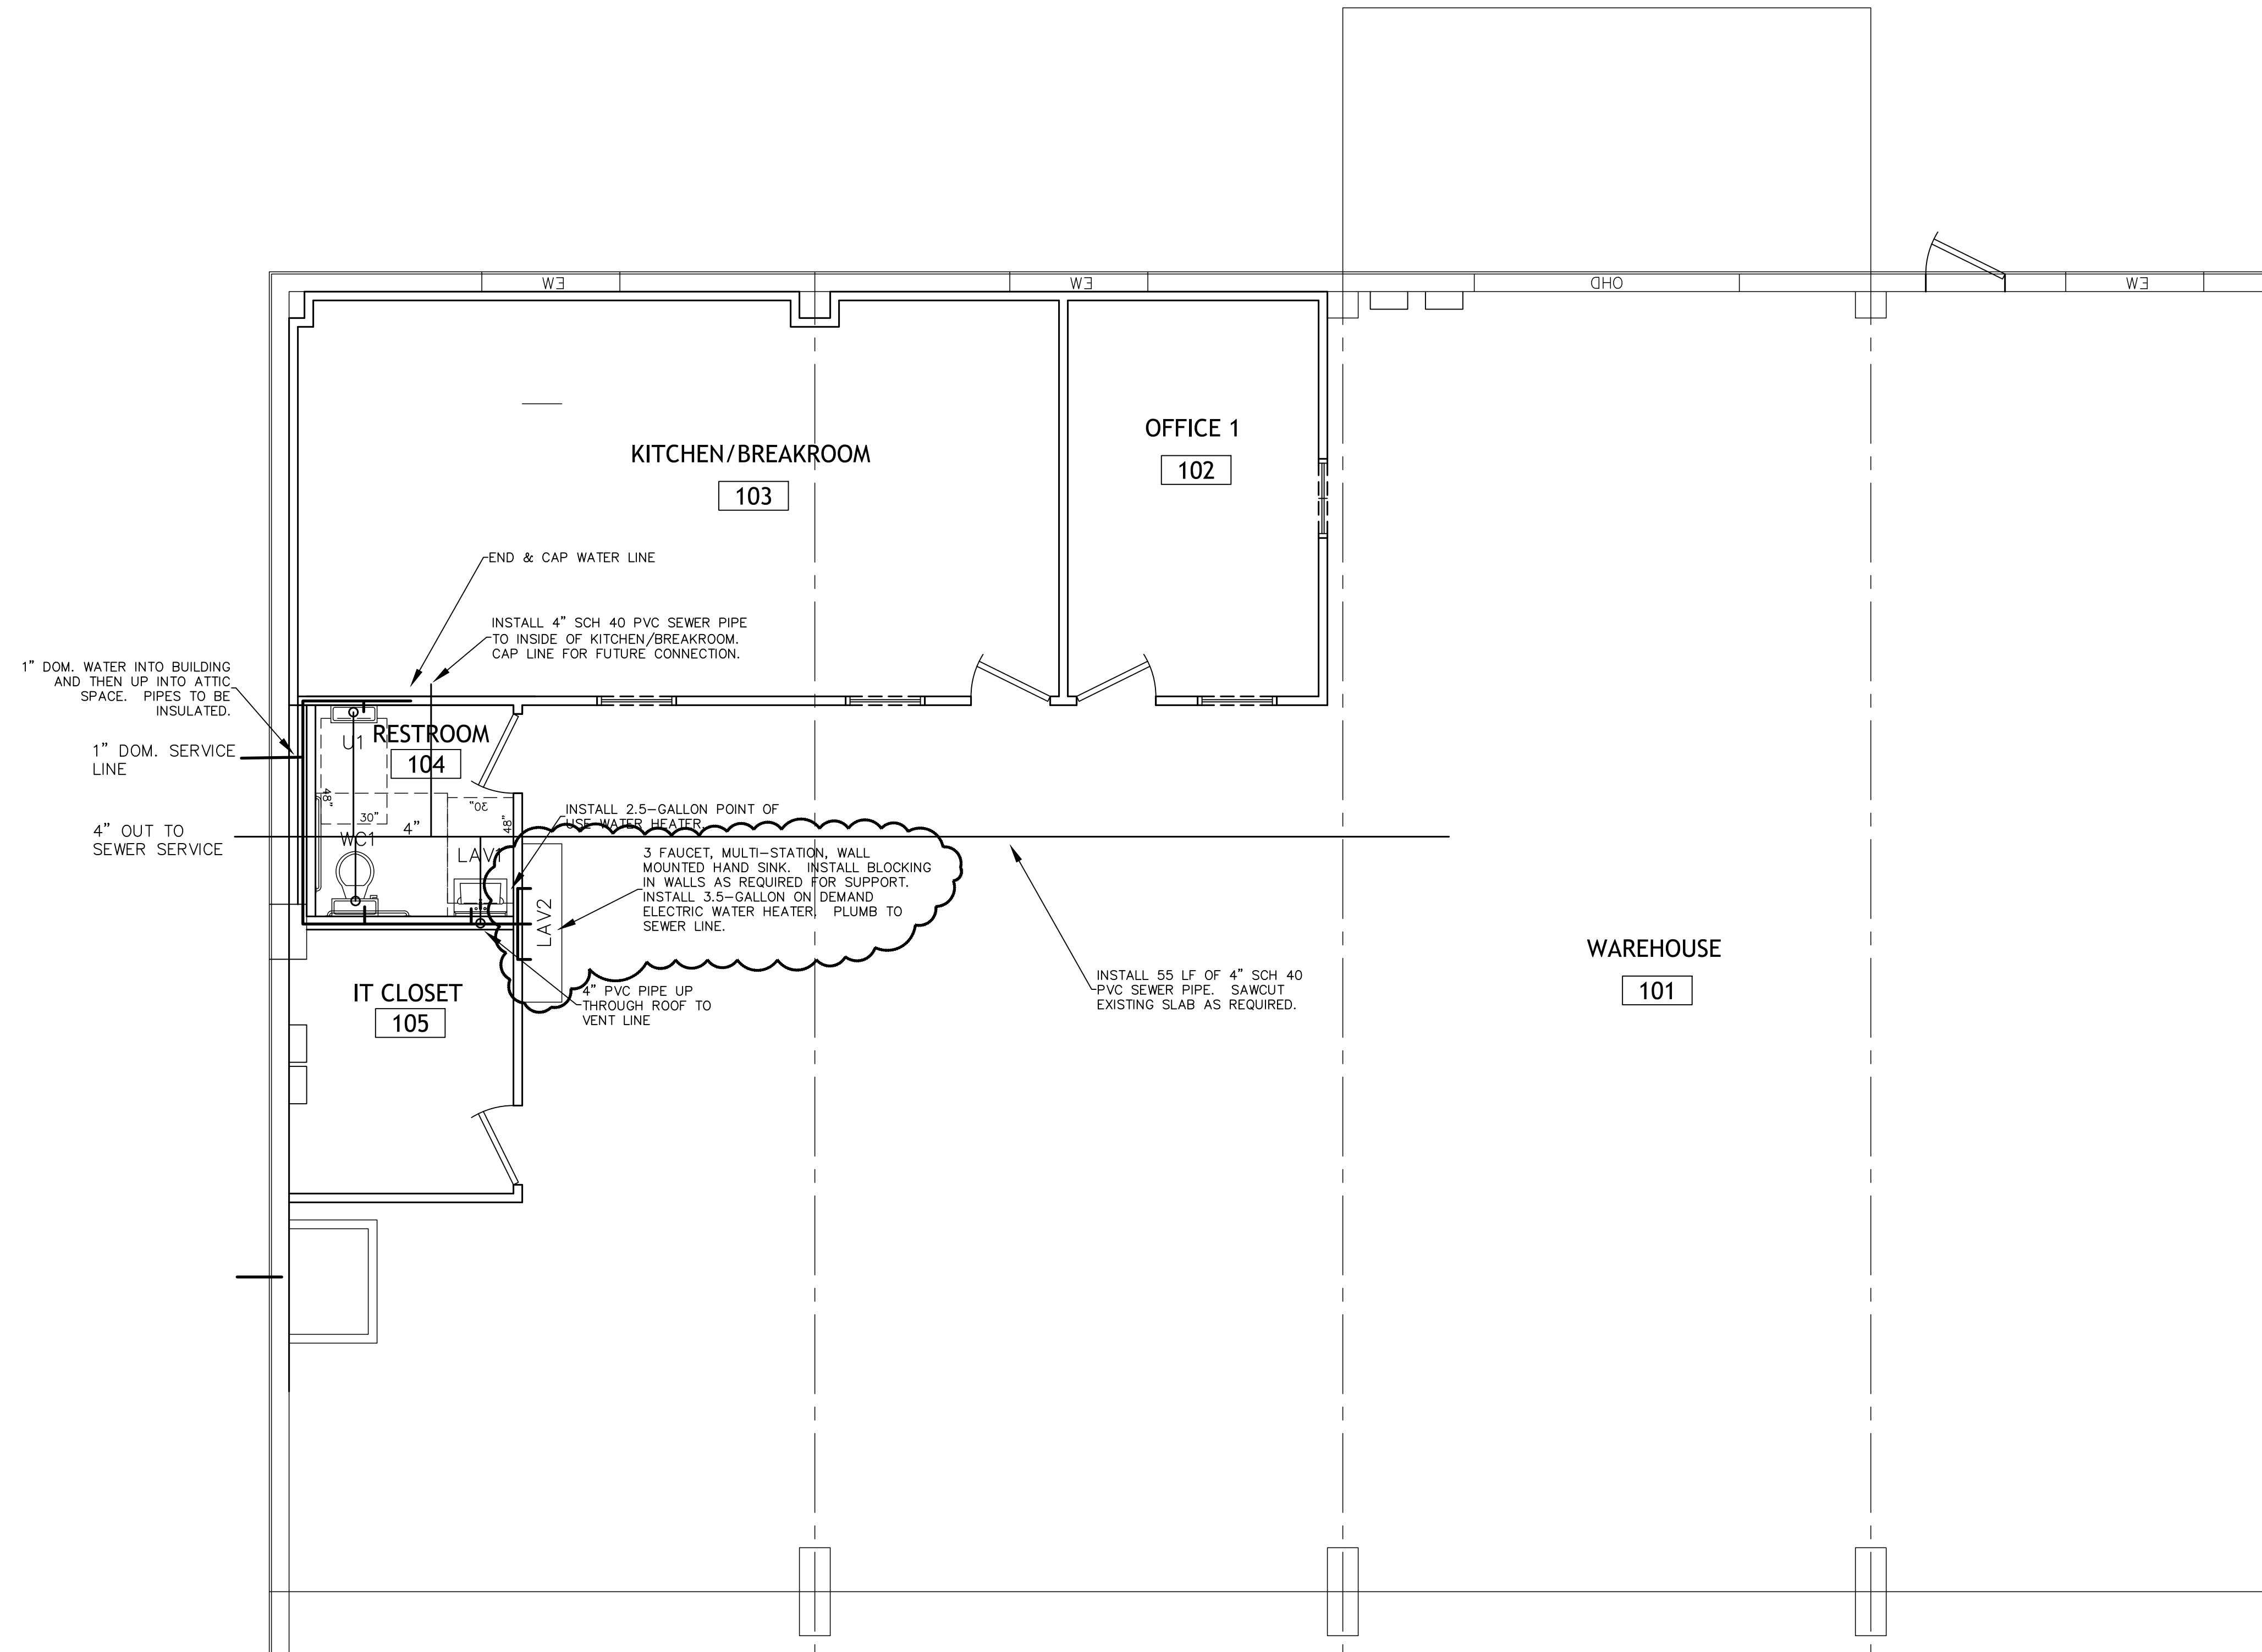 EW
EW
OHD
EW
OFFICE 1
102
KITCHEN/BREAKROOM
103
END & CAP WATER LINE
INSTALL 4" SCH 40 PVC SEWER PIPE
TO INSIDE OF KITCHEN/BREAKROOM.
CAP LINE FOR FUTURE CONNECTION.
1" DOM. WATER INTO BUILDING
AND THEN UP INTO ATTIC
SPACE. PIPES TO BE
INSULATED.
1" DOM. SERVICE
LINE
4" OUT TO
SEWER SERVICE
U1
RESTROOM
104
48"
30"
30"
48"
4"
WC1
LAV1
INSTALL 2.5-GALLON POINT OF
USE WATER HEATER.
3 FAUCET, MULTI-STATION, WALL
MOUNTED HAND SINK. INSTALL BLOCKING
IN WALLS AS REQUIRED FOR SUPPORT.
INSTALL 3.5-GALLON ON DEMAND
ELECTRIC WATER HEATER. PLUMB TO
SEWER LINE.
LAV2
4" PVC PIPE UP
THROUGH ROOF TO
VENT LINE
INSTALL 55 LF OF 4" SCH 40
PVC SEWER PIPE. SAWCUT
EXISTING SLAB AS REQUIRED.
WAREHOUSE
101
IT CLOSET
105